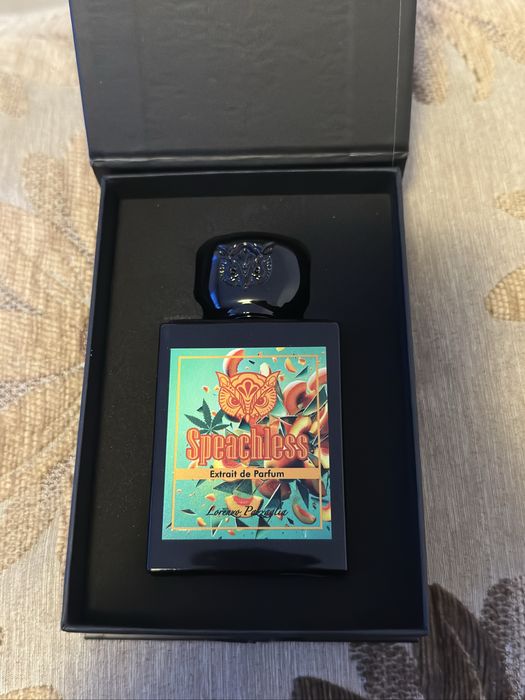 Speachless
Extrait de Parfum
Lorenzo Pazzaglia